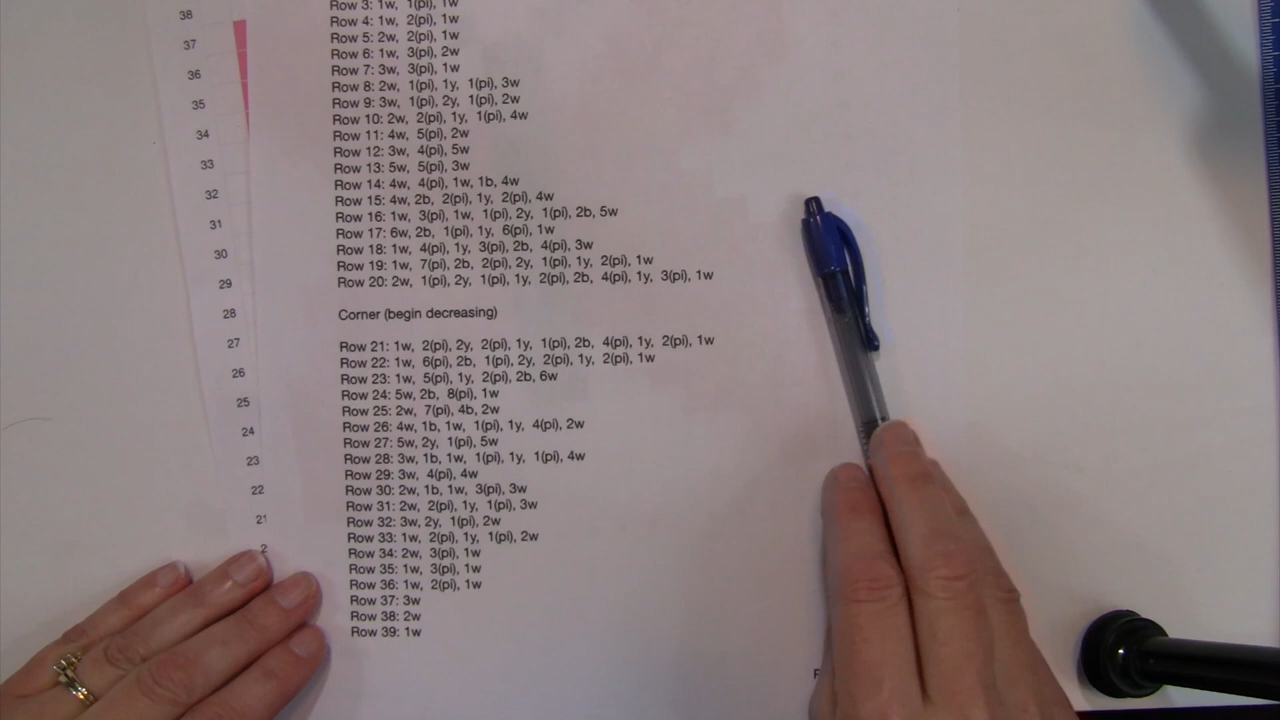 38
37
36
35
34
33
32
31
30
29
28
27
26
25
24
23
22
21
2
Row 3: 1w, 1(pi), 1w
Row 4: 1w, 2(pi), 1w
Row 5: 2w, 2(pi), 1w
Row 6: 1w, 3(pi), 2w
Row 7: 3w, 3(pi), 1w
Row 8: 2w, 1(pi), 1y, 1(pi), 3w
Row 9: 3w, 1(pi), 2y, 1(pi), 2w
Row 10: 2w, 2(pi), 1y, 1(pi), 4w
Row 11: 4w, 5(pi), 2w
Row 12: 3w, 4(pi), 5w
Row 13: 5w, 5(pi), 3w
Row 14: 4w, 4(pi), 1w, 1b, 4w
Row 15: 4w, 2b, 2(pi), 1y, 2(pi), 4w
Row 16: 1w, 3(pi), 1w, 1(pi), 2y, 1(pi), 2b, 5w
Row 17: 6w, 2b, 1(pi), 1y, 6(pi), 1w
Row 18: 1w, 4(pi), 1y, 3(pi), 2b, 4(pi), 3w
Row 19: 1w, 7(pi), 2b, 2(pi), 2y, 1(pi), 1y, 2(pi), 1w
Row 20: 2w, 1(pi), 2y, 1(pi), 1y, 2(pi), 2b, 4(pi), 1y, 3(pi), 1w
Corner (begin decreasing)
Row 21: 1w, 2(pi), 2y, 2(pi), 1y, 1(pi), 2b, 4(pi), 1y, 2(pi), 1w
Row 22: 1w, 6(pi), 2b, 1(pi), 2y, 2(pi), 1y, 2(pi), 1w
Row 23: 1w, 5(pi), 1y, 2(pi), 2b, 6w
Row 24: 5w, 2b, 8(pi), 1w
Row 25: 2w, 7(pi), 4b, 2w
Row 26: 4w, 1b, 1w, 1(pi), 1y, 4(pi), 2w
Row 27: 5w, 2y, 1(pi), 5w
Row 28: 3w, 1b, 1w, 1(pi), 1y, 1(pi), 4w
Row 29: 3w, 4(pi), 4w
Row 30: 2w, 1b, 1w, 3(pi), 3w
Row 31: 2w, 2(pi), 1y, 1(pi), 3w
Row 32: 3w, 2y, 1(pi), 2w
Row 33: 1w, 2(pi), 1y, 1(pi), 2w
Row 34: 2w, 3(pi), 1w
Row 35: 1w, 3(pi), 1w
Row 36: 1w, 2(pi), 1w
Row 37: 3w
Row 38: 2w
Row 39: 1w